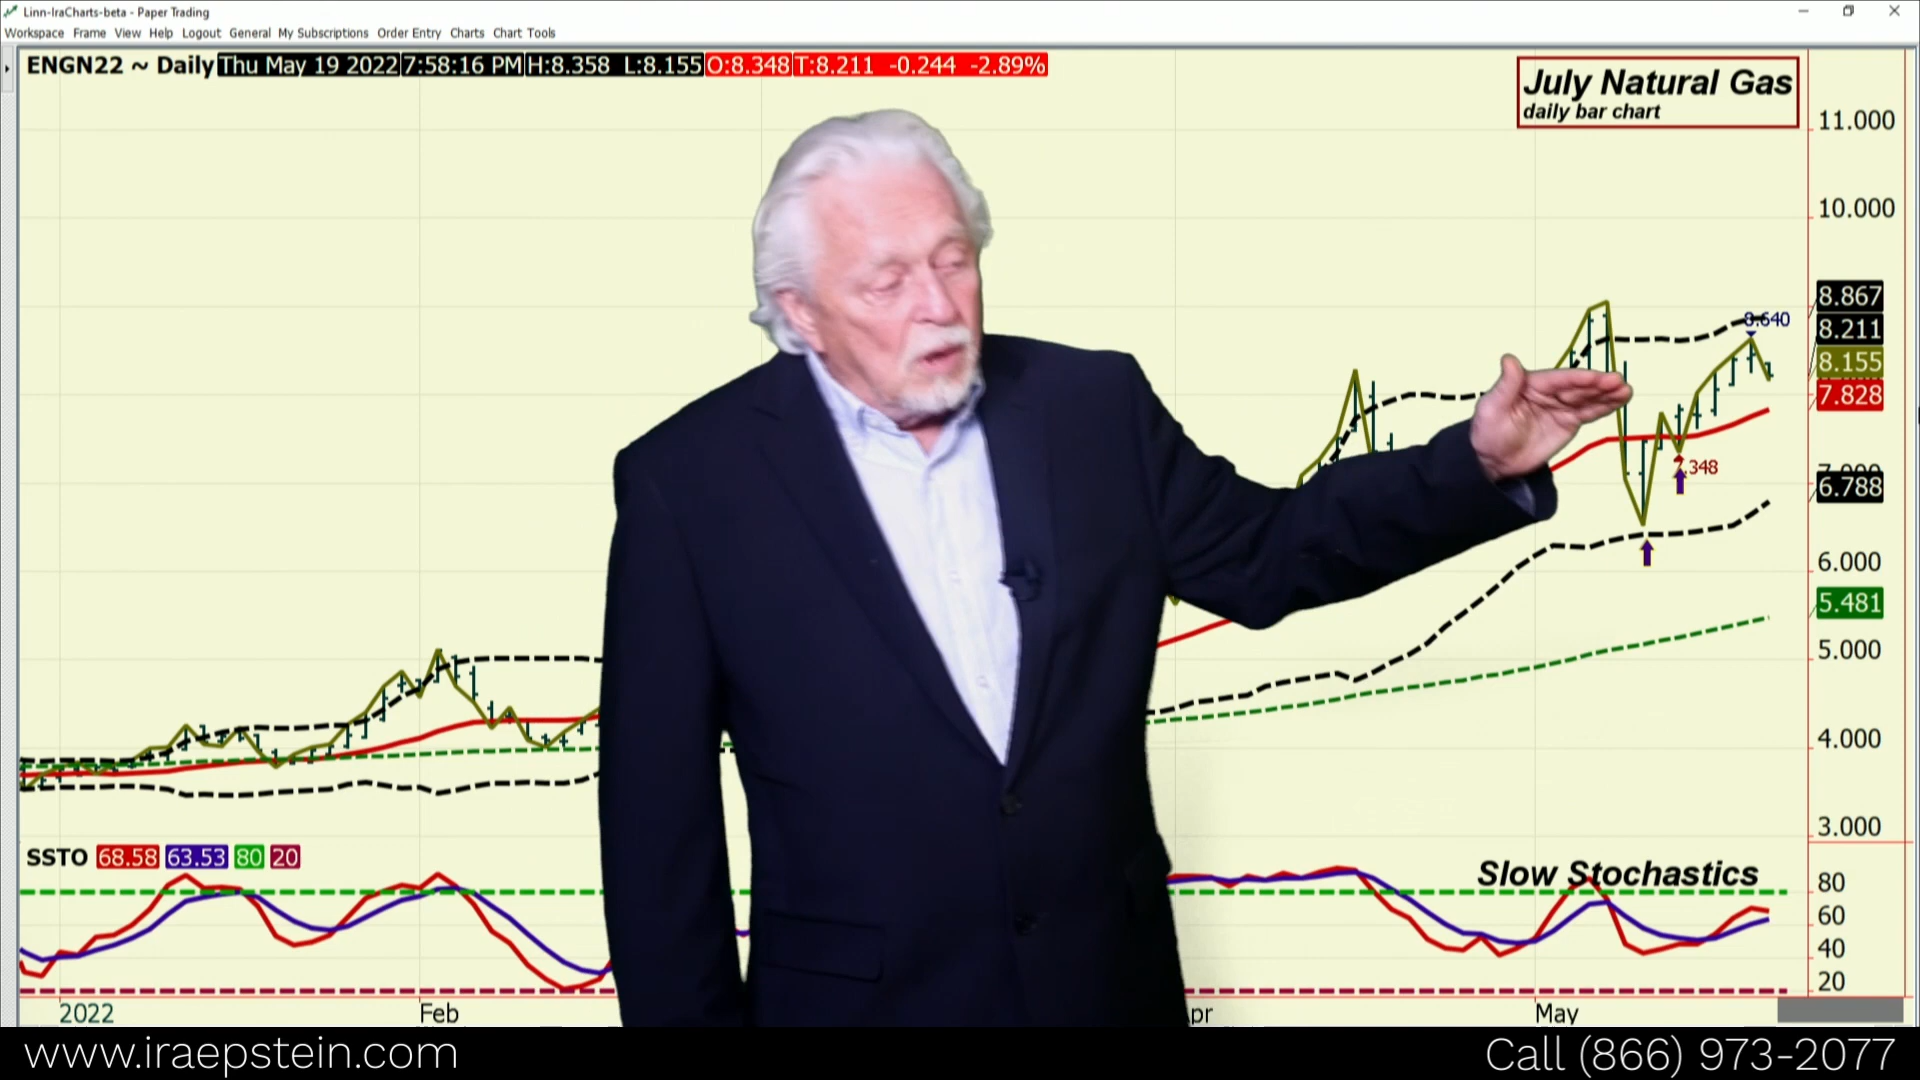 Linn-IraCharts-beta - Paper Trading
Workspace Frame View Help Logout General My Subscriptions Order Entry Charts Chart Tools
ENGN22 ~ Daily Thu May 19 2022 7:58:16 PM H:8.358 L:8.155 O:8.348 T:8.211 -0.244 -2.89%
July Natural Gas
daily bar chart
11.000
10.000
8.867
8.640
8.211
8.155
7.828
7.348
7.000
6.788
6.000
5.481
5.000
4.000
3.000
SSTO 68.58 63.53 80 20
Slow Stochastics
80
60
40
20
2022 Feb pr May
www.iraepstein.com
Call (866) 973-2077